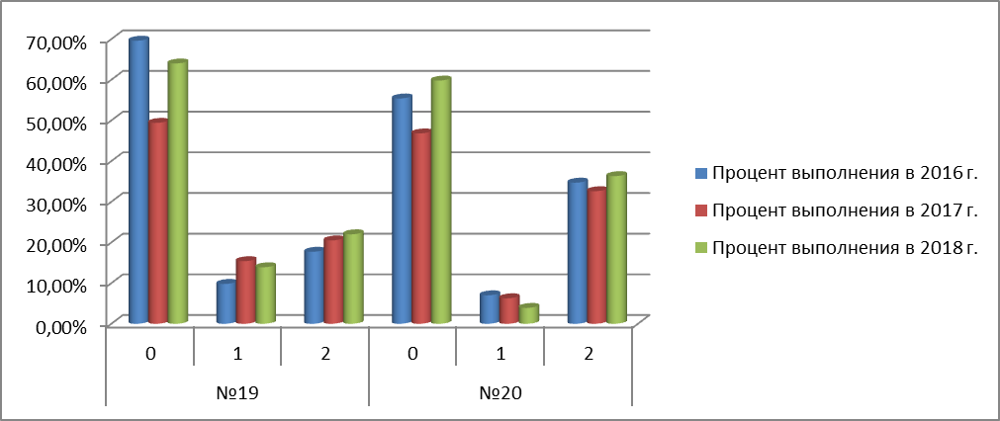 70,00%
60,00%
50,00%
40,00%
30,00%
20,00%
10,00%
0,00%
0 1 2 0 1 2
№19 №20
Процент выполнения в 2016 г.
Процент выполнения в 2017 г.
Процент выполнения в 2018 г.